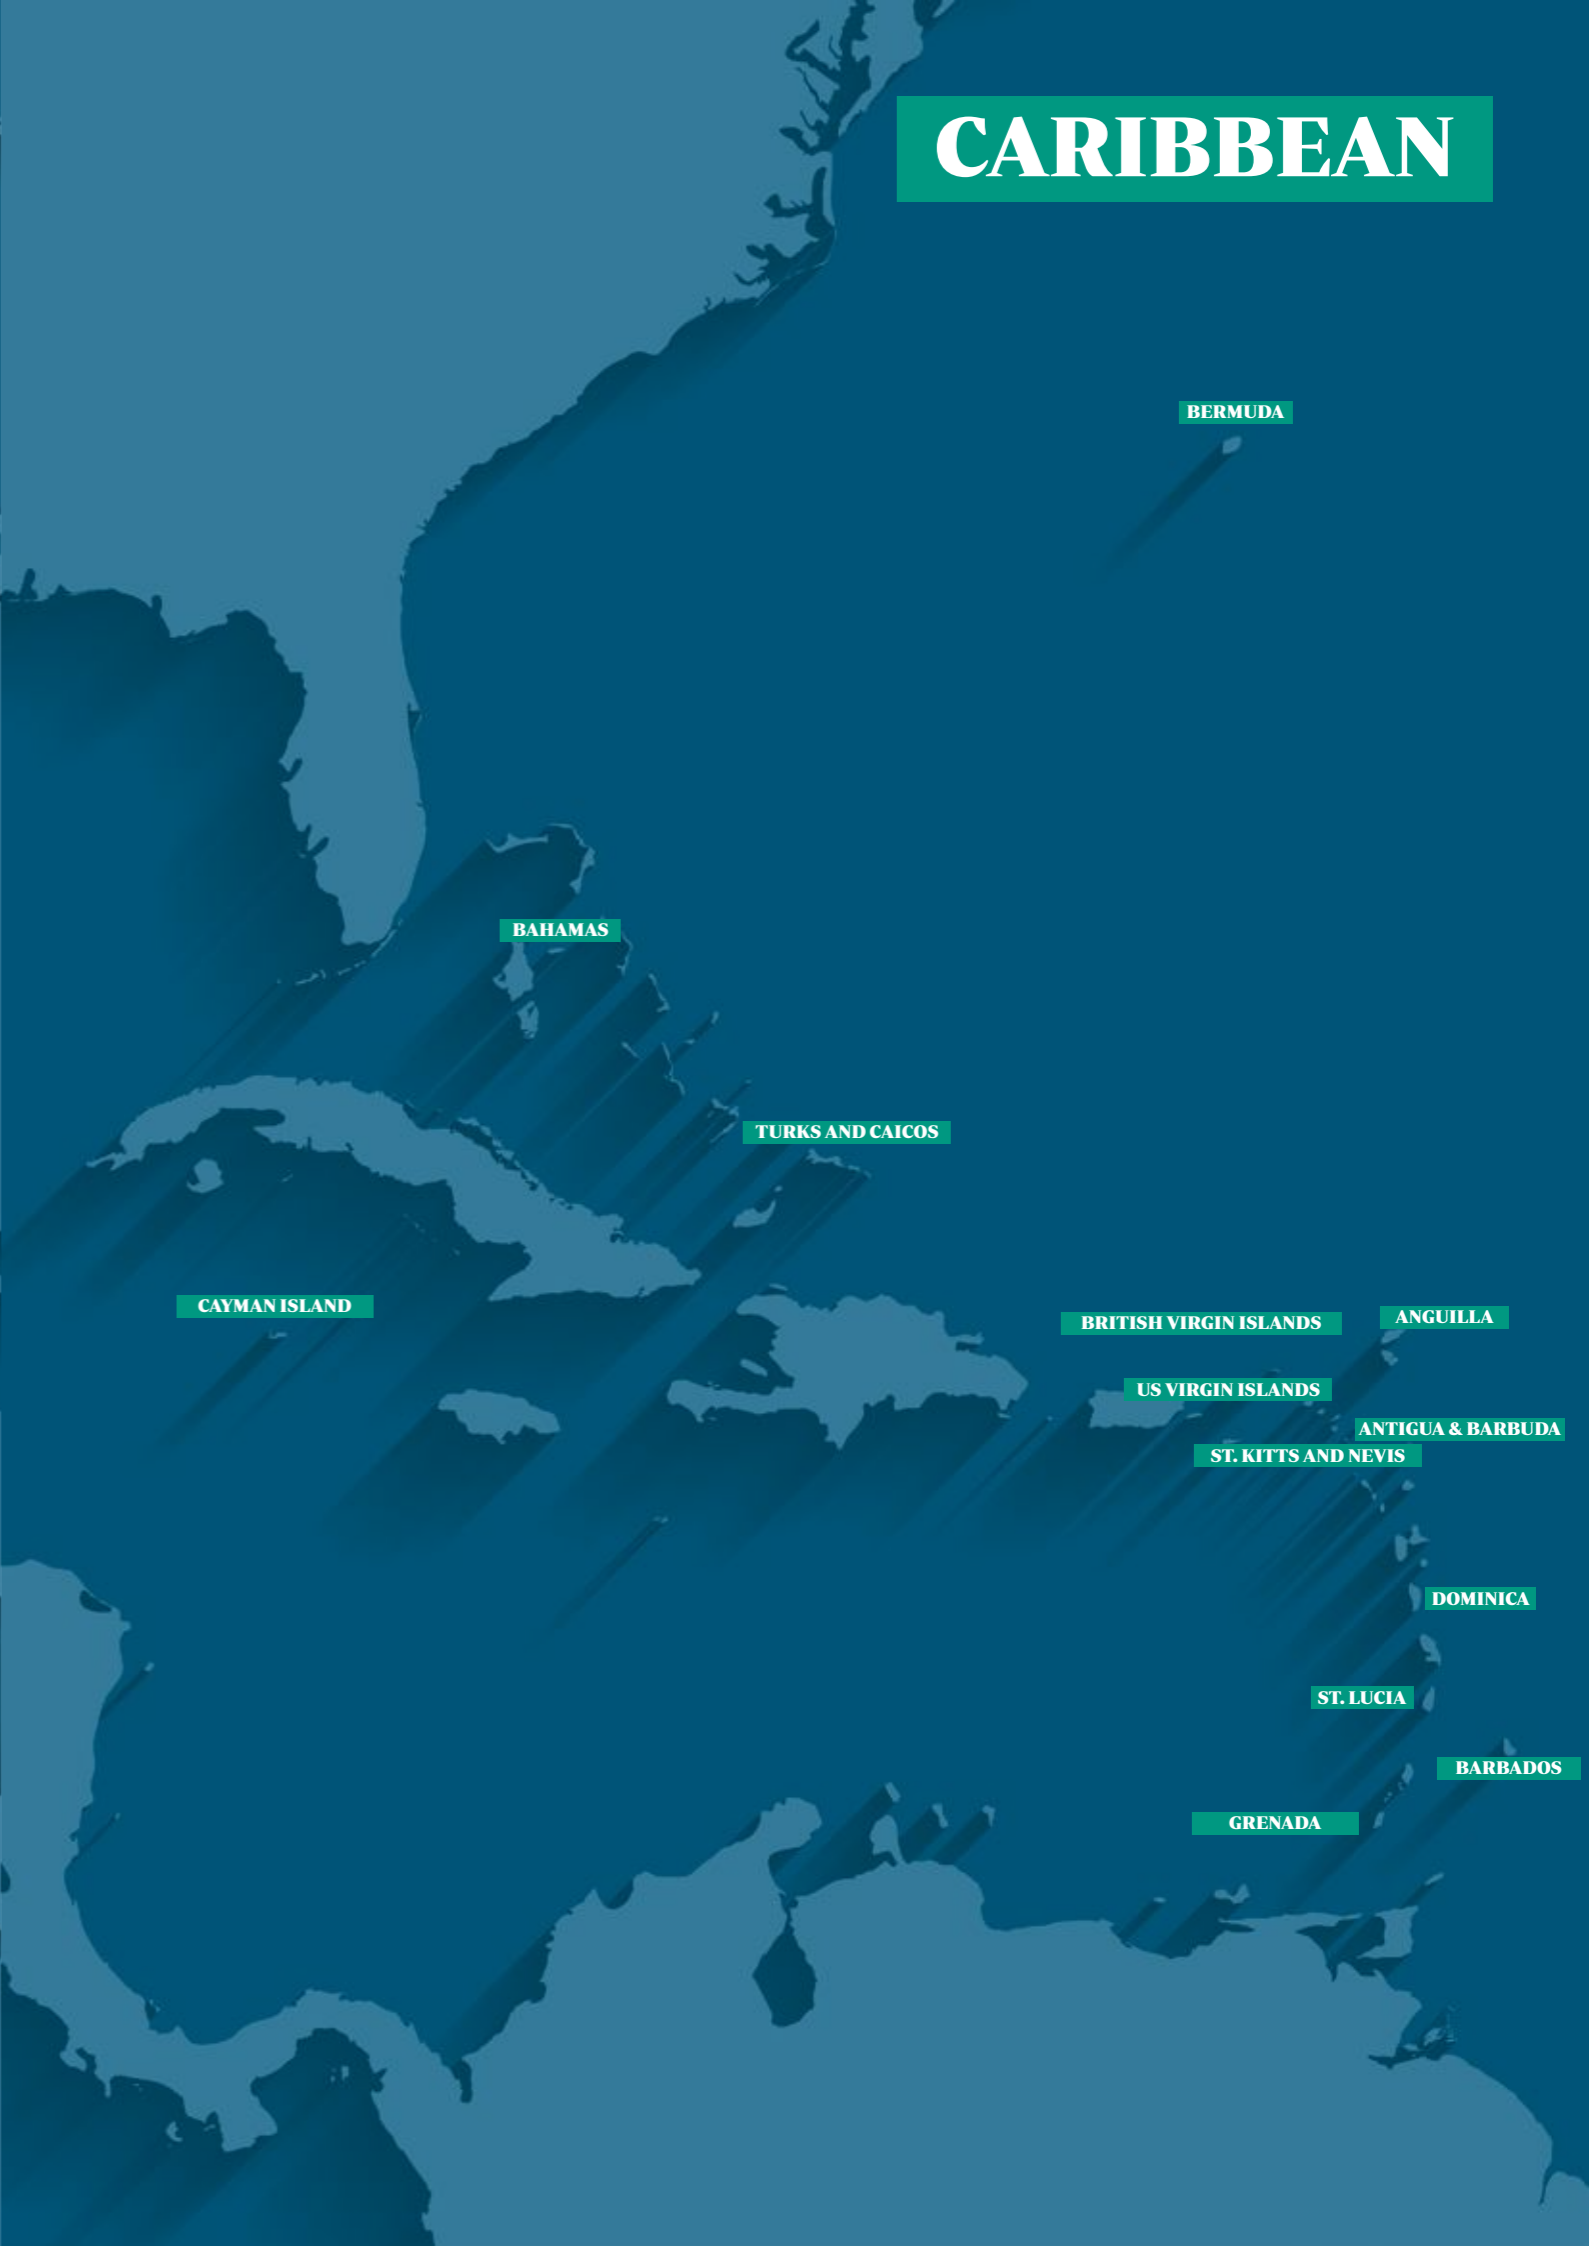 CARIBBEAN
BERMUDA
BAHAMAS
TURKS AND CAICOS
CAYMAN ISLAND
BRITISH VIRGIN ISLANDS
ANGUILLA
US VIRGIN ISLANDS
ANTIGUA & BARBUDA
ST. KITTS AND NEVIS
DOMINICA
ST. LUCIA
BARBADOS
GRENADA